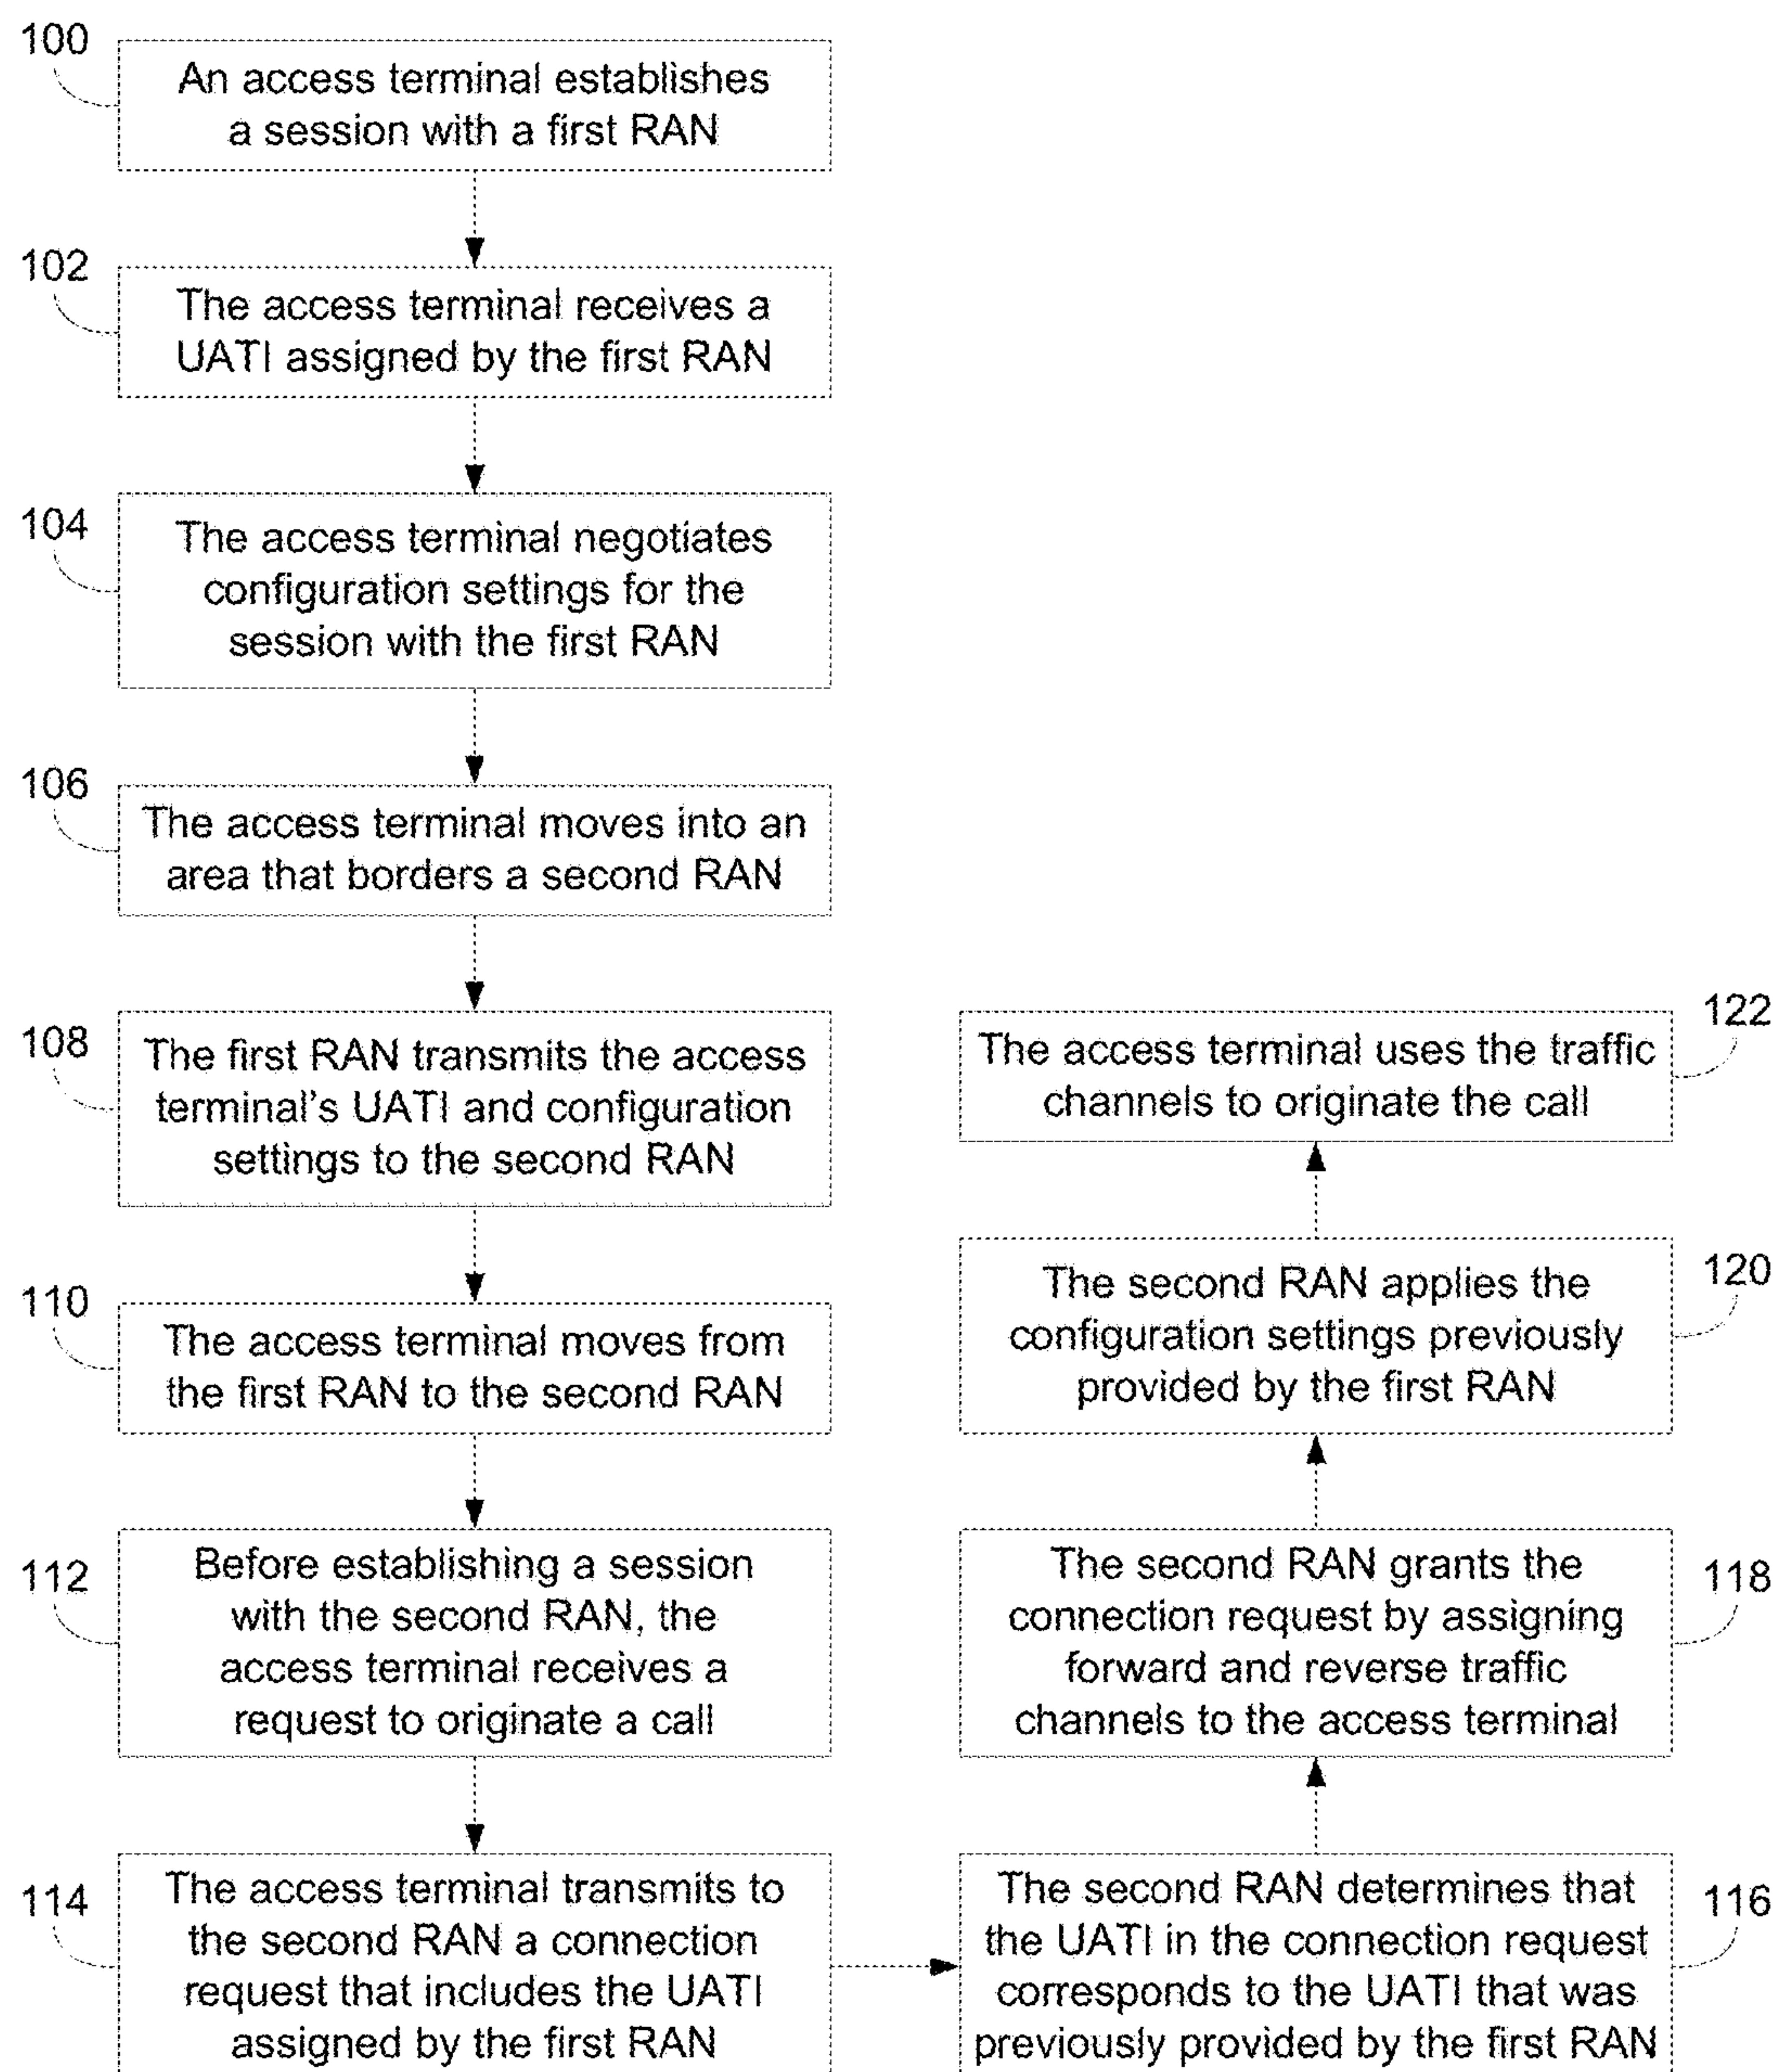 100
An access terminal establishes
a session with a first RAN
102
The access terminal receives a
UATI assigned by the first RAN
104
The access terminal negotiates
configuration settings for the
session with the first RAN
106
The access terminal moves into an
area that borders a second RAN
108
The first RAN transmits the access
terminal's UATI and configuration
settings to the second RAN
110
The access terminal moves from
the first RAN to the second RAN
112
Before establishing a session
with the second RAN, the
access terminal receives a
request to originate a call
114
The access terminal transmits to
the second RAN a connection
request that includes the UATI
assigned by the first RAN
116
The second RAN determines that
the UATI in the connection request
corresponds to the UATI that was
previously provided by the first RAN
118
The second RAN grants the
connection request by assigning
forward and reverse traffic
channels to the access terminal
120
The second RAN applies the
configuration settings previously
provided by the first RAN
122
The access terminal uses the traffic
channels to originate the call